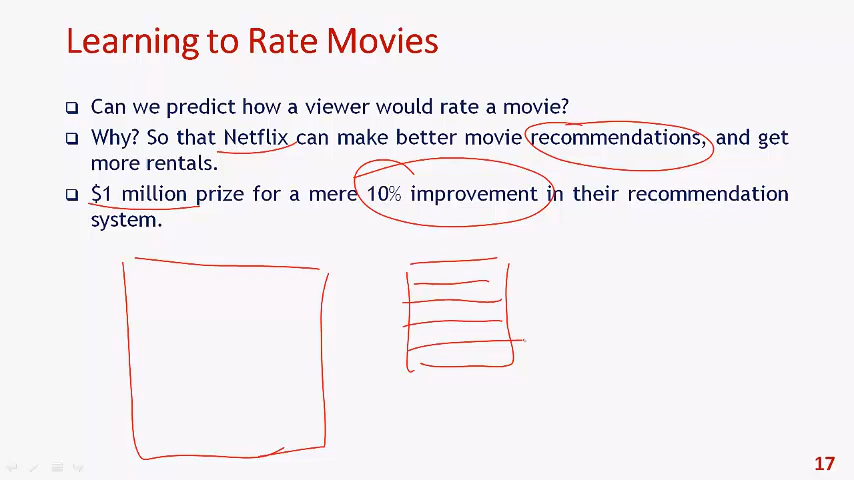 Learning to Rate Movies
❑ Can we predict how a viewer would rate a movie?
❑ Why? So that Netflix can make better movie recommendations, and get
more rentals.
❑ $1 million prize for a mere 10% improvement in their recommendation
system.
17